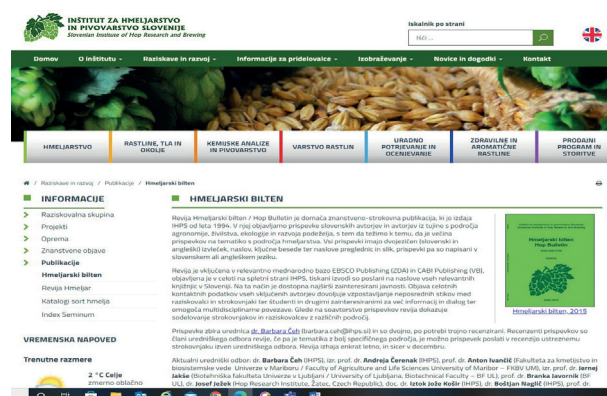 INŠTITUT ZA HMELJARSTVO
IN PIVOVARSTVO SLOVENIJE
Slovenian Institute of Hop Research and Brewing
Iskalnik po strani
Išči ...
Domov O inštitutu Raziskave in razvoj Informacije za pridelovalce Izobraževanje Novice in dogodki Kontakt
HMELJARSTVO
RASTLINE, TLA IN
OKOLJE
KEMIJSKE ANALIZE
IN PIVOVARSTVO
VARSTVO RASTLIN
URADNO
POTRJEVANJE IN
OCENJEVANJE
ZDRAVILNE IN
AROMATIČNE
RASTLINE
PRODAJNI
PROGRAM IN
STORITVE
/ Raziskave in razvoj / Publikacije / Hmeljarski bilten
INFORMACIJE
Raziskovalna skupina
Projekti
Oprema
Znanstvene objave
Publikacije
Hmeljarski bilten
Revija Hmeljar
Katalogi sort hmelja
Index Seminum
VREMENSKA NAPOVED
Trenutne razmere
2 °C Celje
zmerno oblačno
HMELJARSKI BILTEN
Revija Hmeljarski bilten / Hop Bulletin je domača znanstveno-strokovna publikacija, ki jo izdaja
IHPS od leta 1994. V njej objavljamo prispevke slovenskih avtorjev in avtorjev iz tujine s področja
agronomije, živilstva, ekologije in razvoja podeželja, s tem da težimo k temu, da je večina
prispevkov na tematiko s področja hmeljarstva. Vsi prispevki imajo dvojezičen (slovenski in
angleški) izvleček, naslov, ključne besede ter naslove preglednic in slik, prispevki pa so napisani v
slovenskem ali angleškem jeziku.
Revija je vključena v relevantno mednarodno bazo EBSCO Publishing (ZDA) in CABI Publishing (VB),
objavljena je v celoti na spletni strani IHPS, tiskani izvod so poslani na naslove vseh relevantnih
knjižnic v Sloveniji. Na ta način je dostopna najširši zainteresirani javnosti. Objava celotnih
kontaktnih podatkov vseh vključenih avtorjev dovoljuje vzpostavljanje neposrednih stikov med
raziskovalci in strokovnjaki ter študenti in drugimi zainteresiranimi za več informacij in dialog ter
omogoča multidisciplinarne povezave. Glede na soavtorstvo prispevkov revija dokazuje
sodelovanje strokovnjakov in raziskovalcev z različnih področij.
Prispevke zbira urednica dr. Barbara Čeh (barbara.ceh@ihps.si) in so dvojno, po potrebi trojno recenzirani. Recenzenti prispevkov so
člani uredniškega odbora revije, če pa je tematika z bolj specifičnega področja, je možno prispevek poslati v recenzijo ustreznemu
strokovnjaku izven uredniškega odbora. Revija izhaja enkrat letno, in sicer v decembru.
Aktualni uredniški odbor: dr. Barbara Čeh (IHPS), izr. prof. dr. Andreja Čerenak (IHPS), prof. dr. Anton Ivančič (Fakulteta za kmetijstvo in
biosistemske vede Univerze v Mariboru / Faculty of Agriculture and Life Sciences University of Maribor – FKBV UM), izr. prof. dr. Jernej
Jakše (Biotehniška fakulteta Univerze v Ljubljani / University of Ljubljana, Biotechnical Faculty – BF UL), prof. dr. Branka Javornik (BF
UL), dr. Josef Ježek (Hop Research Institute, Žatec, Czech Republic), doc. dr. Iztok Jože Košir (IHPS), dr. Boštjan Naglič (IHPS), prof. dr.
Hmeljarski bilten
Hop Bulletin
Hmeljarski bilten, 2015